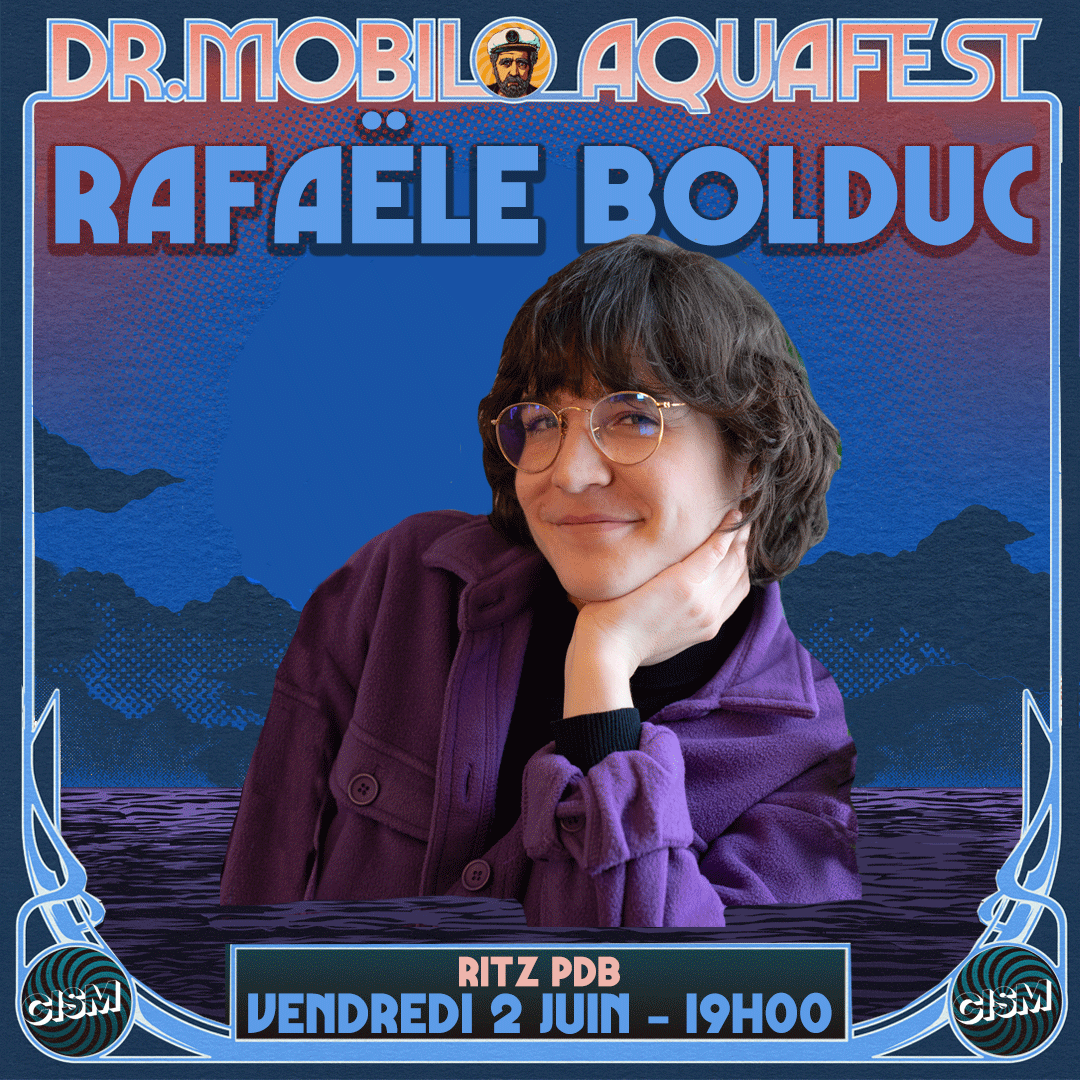 DR.MOBILO AQUAFEST
RAFAËLE BOLDUC
RITZ PDB
VENDREDI 2 JUIN - 19H00
CISM
CISM